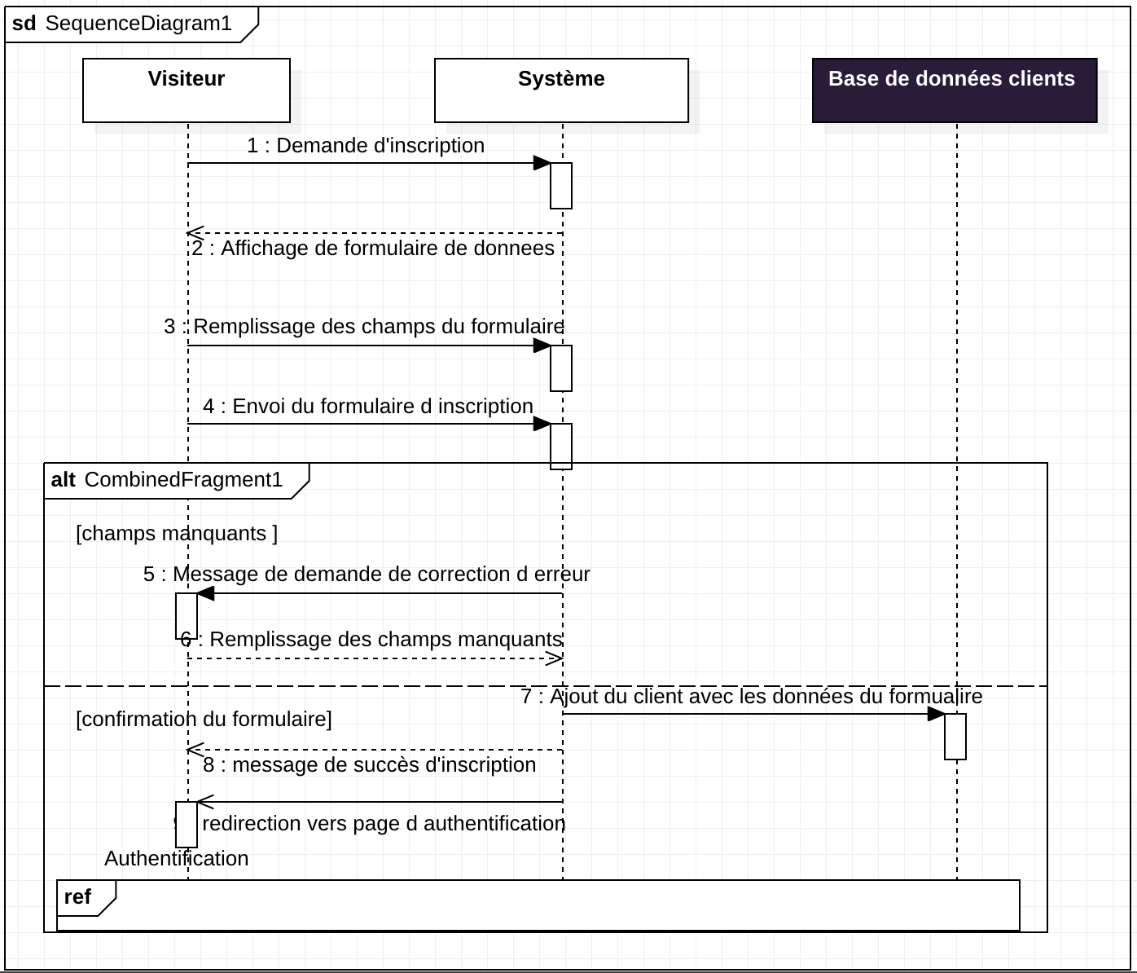 sd SequenceDiagram1
Visiteur
Système
Base de données clients
1 : Demande d'inscription
2 : Affichage de formulaire de donnees
3 : Remplissage des champs du formulaire
4 : Envoi du formulaire d inscription
alt CombinedFragment1
[champs manquants ]
5 : Message de demande de correction d erreur
6 : Remplissage des champs manquants
7 : Ajout du client avec les données du formualire
[confirmation du formulaire]
8 : message de succès d'inscription
redirection vers page d authentification
Authentification
ref